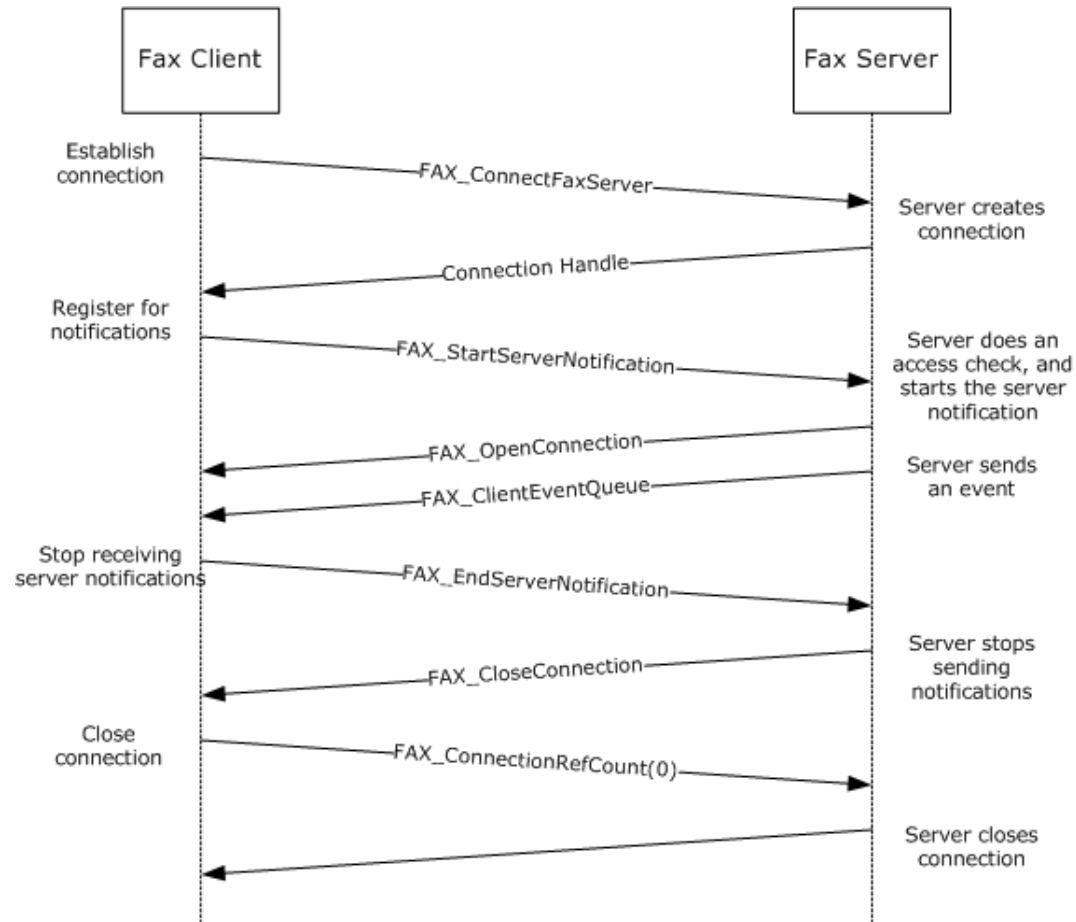 Fax Client
Fax Server
Establish
connection
FAX_ConnectFaxServer
Server creates
connection
Connection Handle
Register for
notifications
FAX_StartServerNotification
Server does an
access check, and
starts the server
notification
FAX_OpenConnection
Server sends
an event
FAX_ClientEventQueue
Stop receiving
server notifications
FAX_EndServerNotification
Server stops
sending
notifications
FAX_CloseConnection
Close
connection
FAX_ConnectionRefCount(0)
Server closes
connection